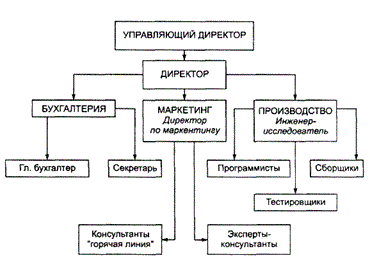 УПРАВЛЯЮЩИЙ ДИРЕКТОР
ДИРЕКТОР
БУХГАЛТЕРИЯ
МАРКЕТИНГ
Директор
по маркентингу
ПРОИЗВОДСТВО
Инженер-
исследователь
Гл. бухгалтер
Секретарь
Программисты
Сборщики
Тестировщики
Консультанты
"горячая линия"
Эксперты-
консультанты